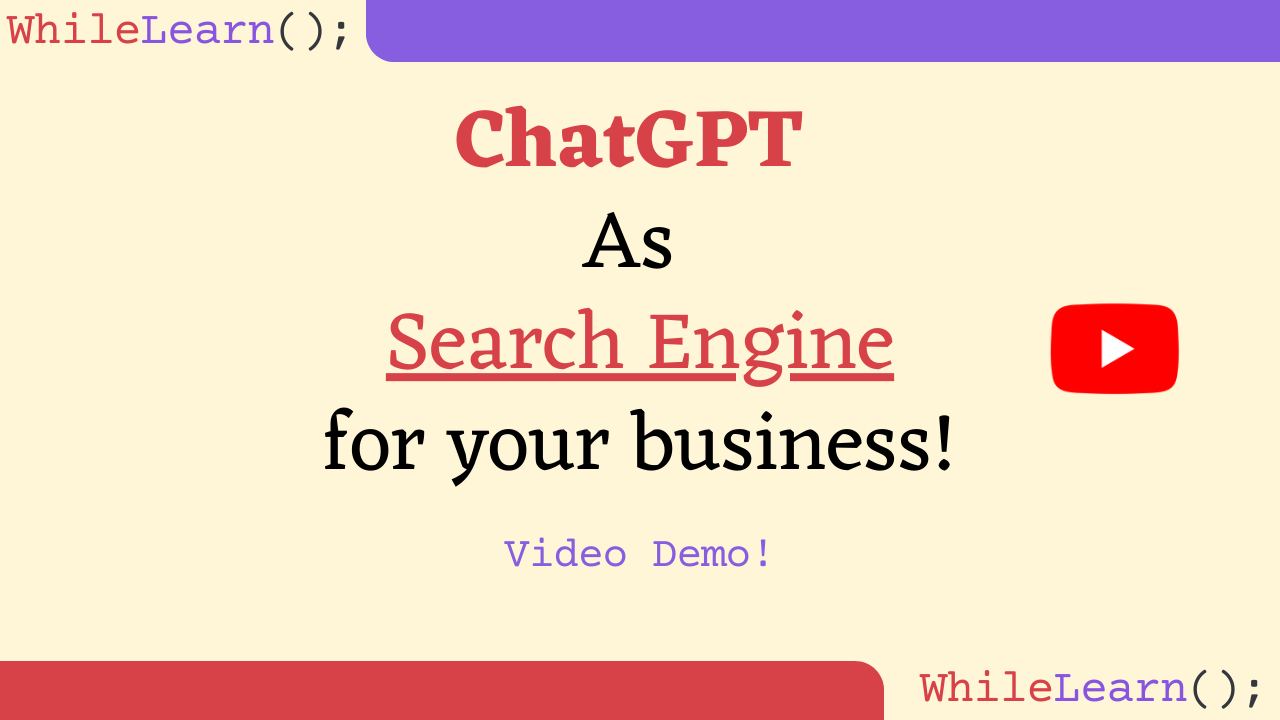 WhileLearn();
ChatGPT
As
Search Engine
for your business!
Video Demo!
WhileLearn();